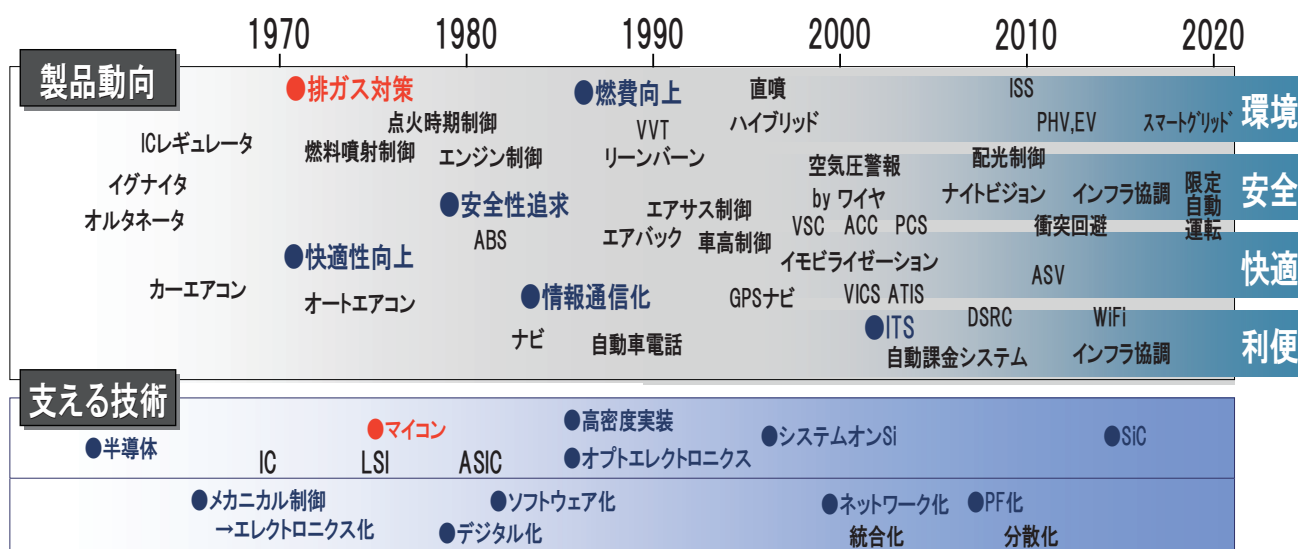 1970 1980 1990 2000 2010 2020
製品動向
●排ガス対策 ●燃費向上 直噴 ISS
点火時期制御 VVT ハイブリッド PHV,EV スマートグリッド 環境
ICレギュレータ 燃料噴射制御 エンジン制御 リーンバーン 空気圧警報 配光制御
イグナイタ ●安全性追求 エアサス制御 by ワイヤ ナイトビジョン インフラ協調 限定 安全
オルタネータ 自動
ABS エアバック 車高制御 VSC ACC PCS 衝突回避 運転
●快適性向上 イモビライゼーション ASV 快適
カーエアコン オートエアコン ●情報通信化 GPSナビ VICS ATIS
ナビ 自動車電話 ●ITS DSRC WiFi
自動課金システム インフラ協調 利便
支える技術
●半導体 ●マイコン ●高密度実装 ●システムオンSi ●SiC
IC LSI ASIC ●オプトエレクトロニクス
●メカニカル制御 ●ソフトウェア化 ●ネットワーク化 ●PF化
→エレクトロニクス化 ●デジタル化 統合化 分散化